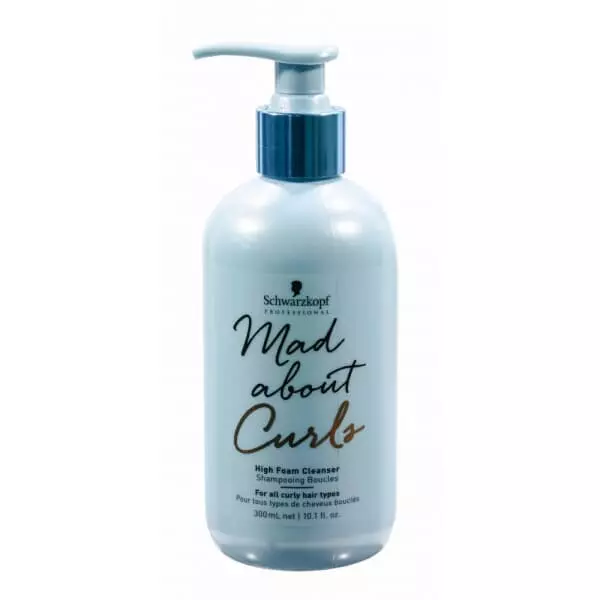 Schwarzkopf
PROFESSIONAL
Mad
about
Curls
High Foam Cleanser
Shampooing Boucles
For all curly hair types
Pour tous types de cheveux bouclés
300mL net | 10.1 fl. oz.